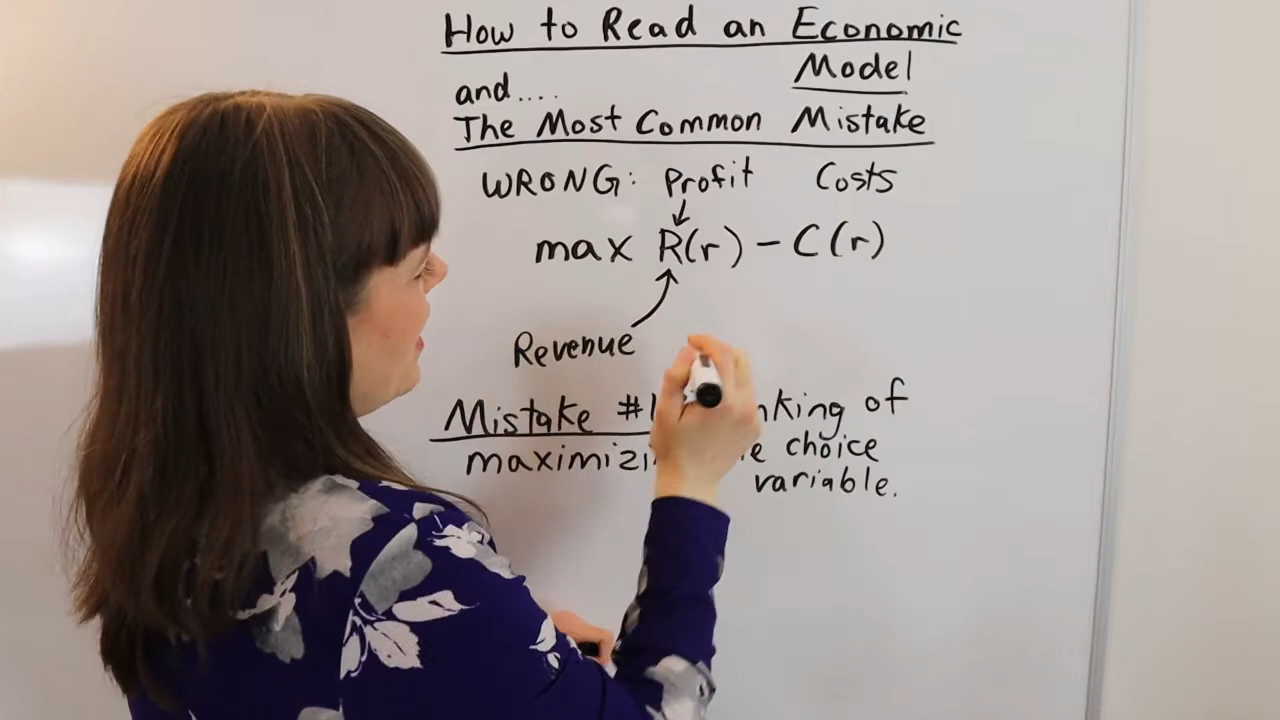 How to Read an Economic
Model
and....
The Most Common Mistake
WRONG: Profit Costs
max R(r) - C(r)
Revenue
Mistake #1 of
choice
variable.